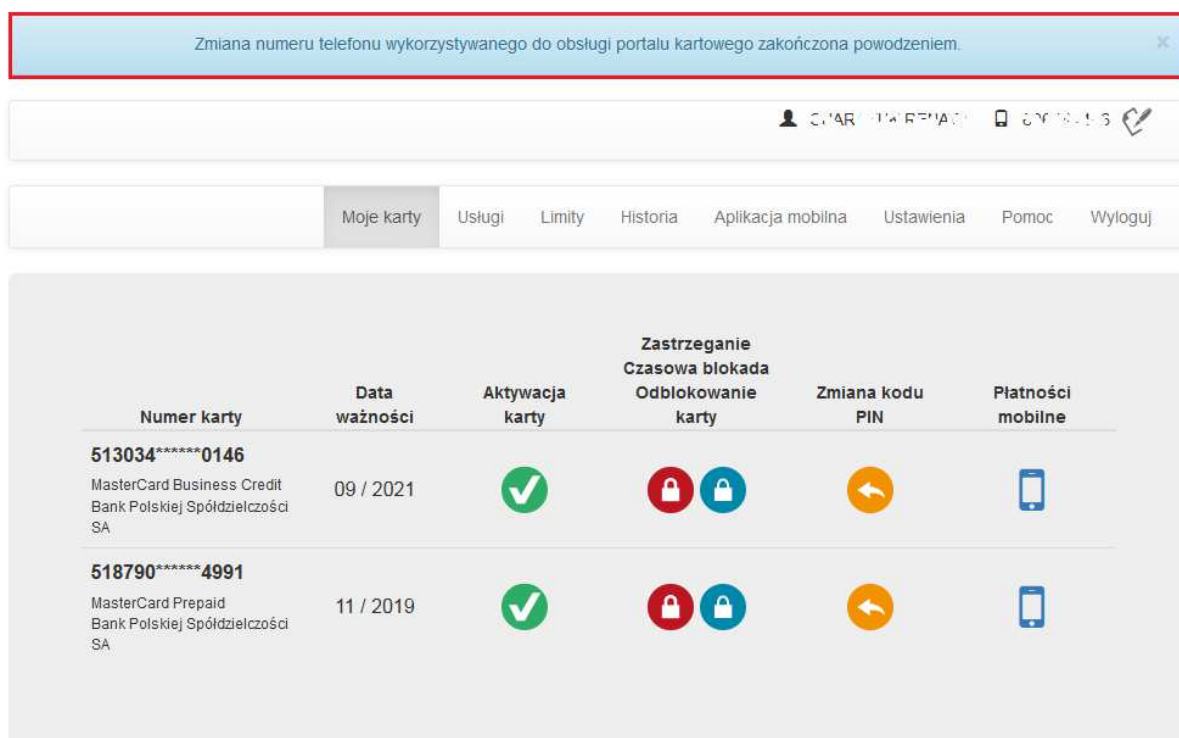 Zmiana numeru telefonu wykorzystywanego do obsługi portalu kartowego zakończona powodzeniem. ×
Moje karty Usługi Limity Historia Aplikacja mobilna Ustawienia Pomoc Wyloguj
Numer karty
Data
ważności
Aktywacja
karty
Zastrzeganie
Czasowa blokada
Odblokowanie
karty
Zmiana kodu
PIN
Płatności
mobilne
513034******0146
MasterCard Business Credit
Bank Polskiej Spółdzielczości
SA
09 / 2021
518790******4991
MasterCard Prepaid
Bank Polskiej Spółdzielczości
SA
11 / 2019